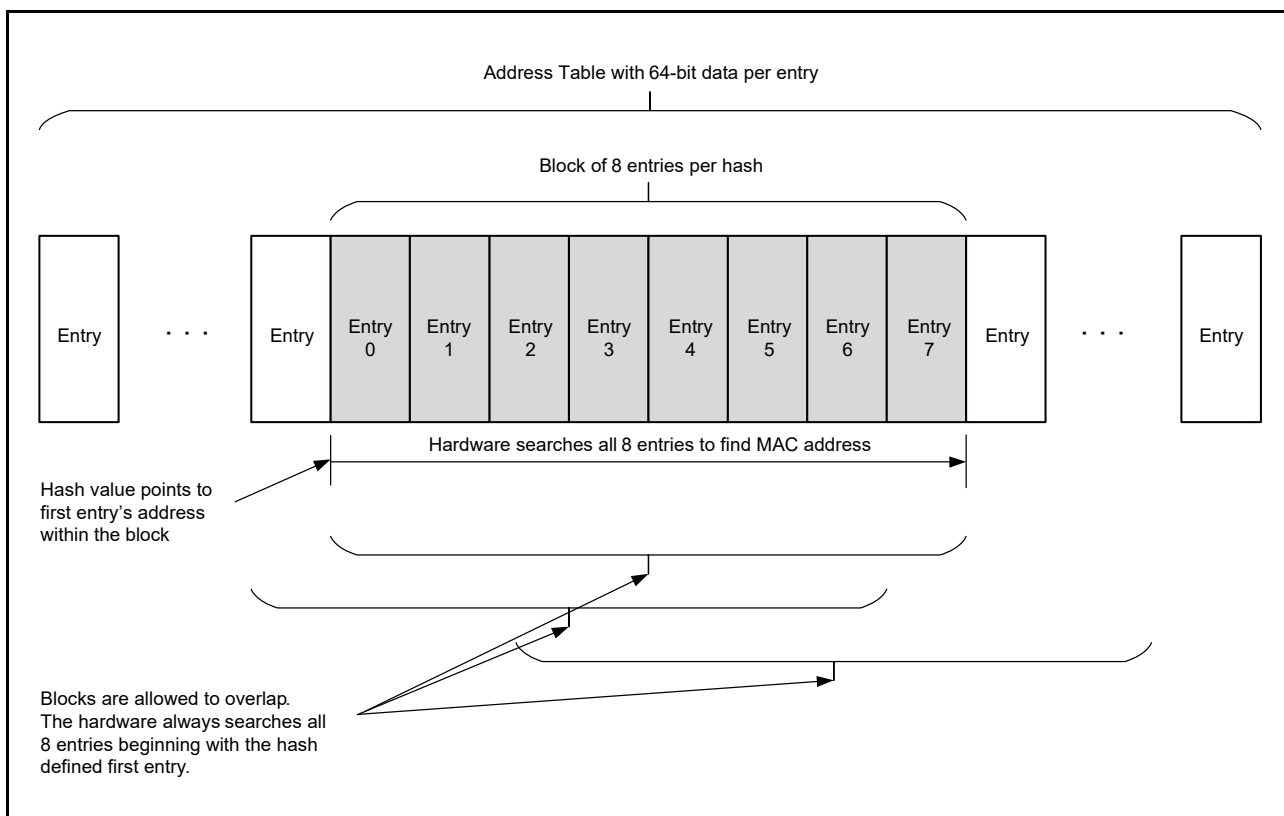 Address Table with 64-bit data per entry
Block of 8 entries per hash
Entry
· · ·
Entry
Entry
0
Entry
1
Entry
2
Entry
3
Entry
4
Entry
5
Entry
6
Entry
7
Entry
· · ·
Entry
Hardware searches all 8 entries to find MAC address
Hash value points to
first entry's address
within the block
Blocks are allowed to overlap.
The hardware always searches all
8 entries beginning with the hash
defined first entry.